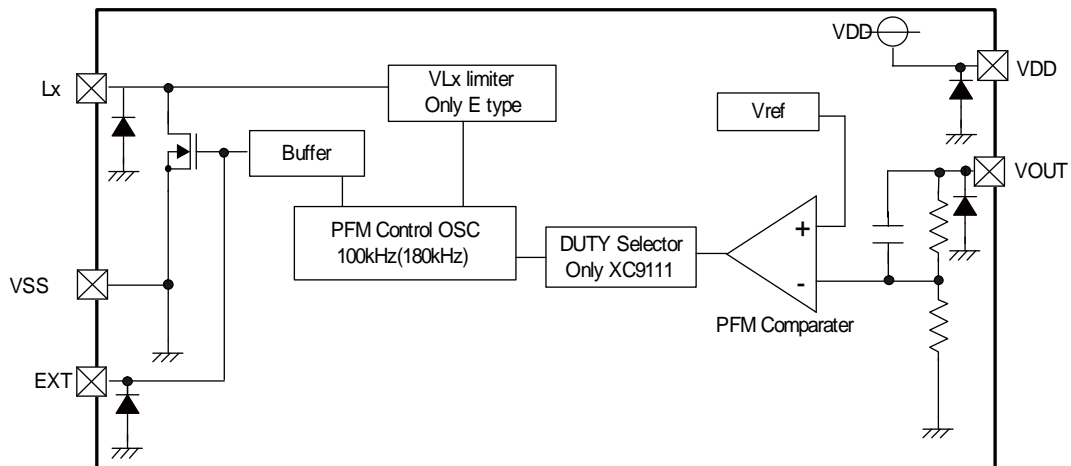 VDD
VDD
Lx
VLx limiter
Only E type
Vref
Buffer
VOUT
PFM Control OSC
100kHz(180kHz)
DUTY Selector
Only XC9111
+
-
VSS
PFM Comparater
EXT